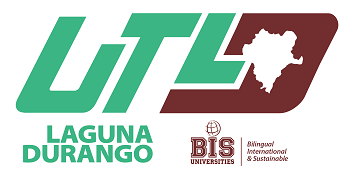 UTLD
LAGUNA
DURANGO
BIS
UNIVERSITIES
Bilingual
International
& Sustainable